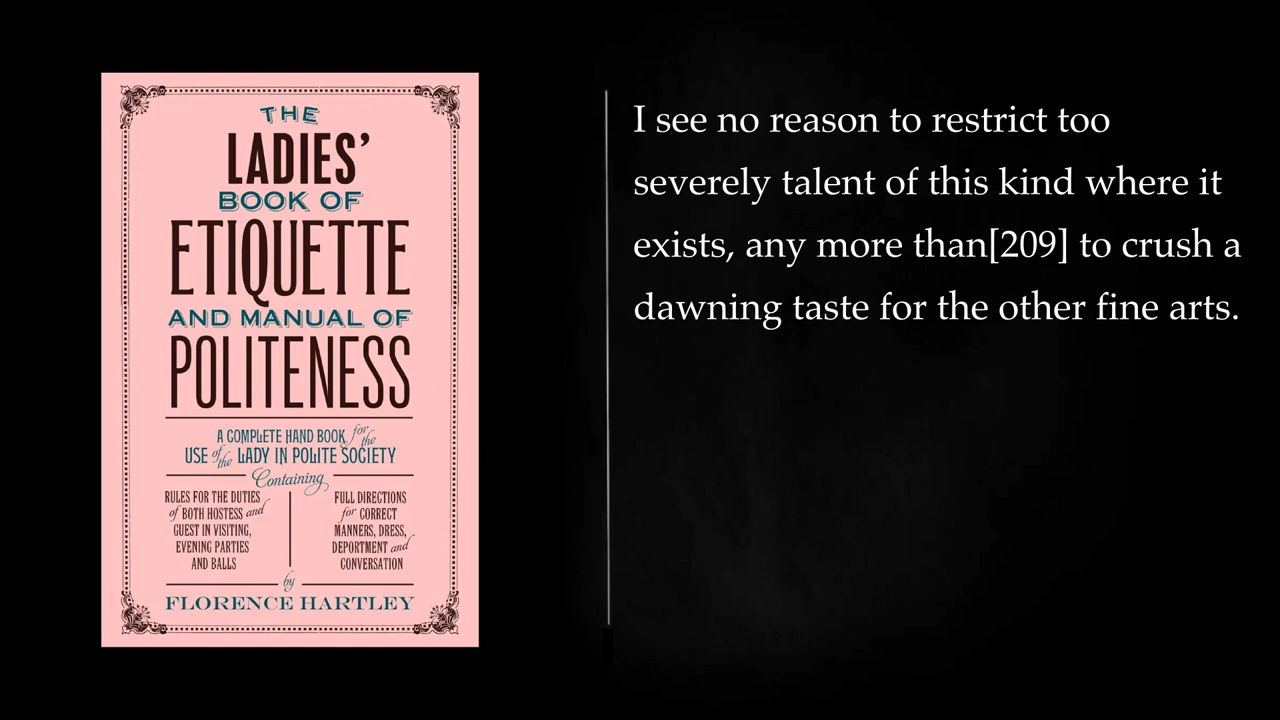 THE
LADIES'
BOOK OF
ETIQUETTE
AND MANUAL OF
POLITENESS
A COMPLETE HAND BOOK for the
USE of the LADY IN POLITE SOCIETY
Containing
RULES FOR THE DUTIES
of BOTH HOSTESS and
GUEST IN VISITING,
EVENING PARTIES
AND BALLS
FULL DIRECTIONS
for CORRECT
MANNERS, DRESS,
DEPORTMENT and
CONVERSATION
by
FLORENCE HARTLEY
I see no reason to restrict too
severely talent of this kind where it
exists, any more than[209] to crush a
dawning taste for the other fine arts.